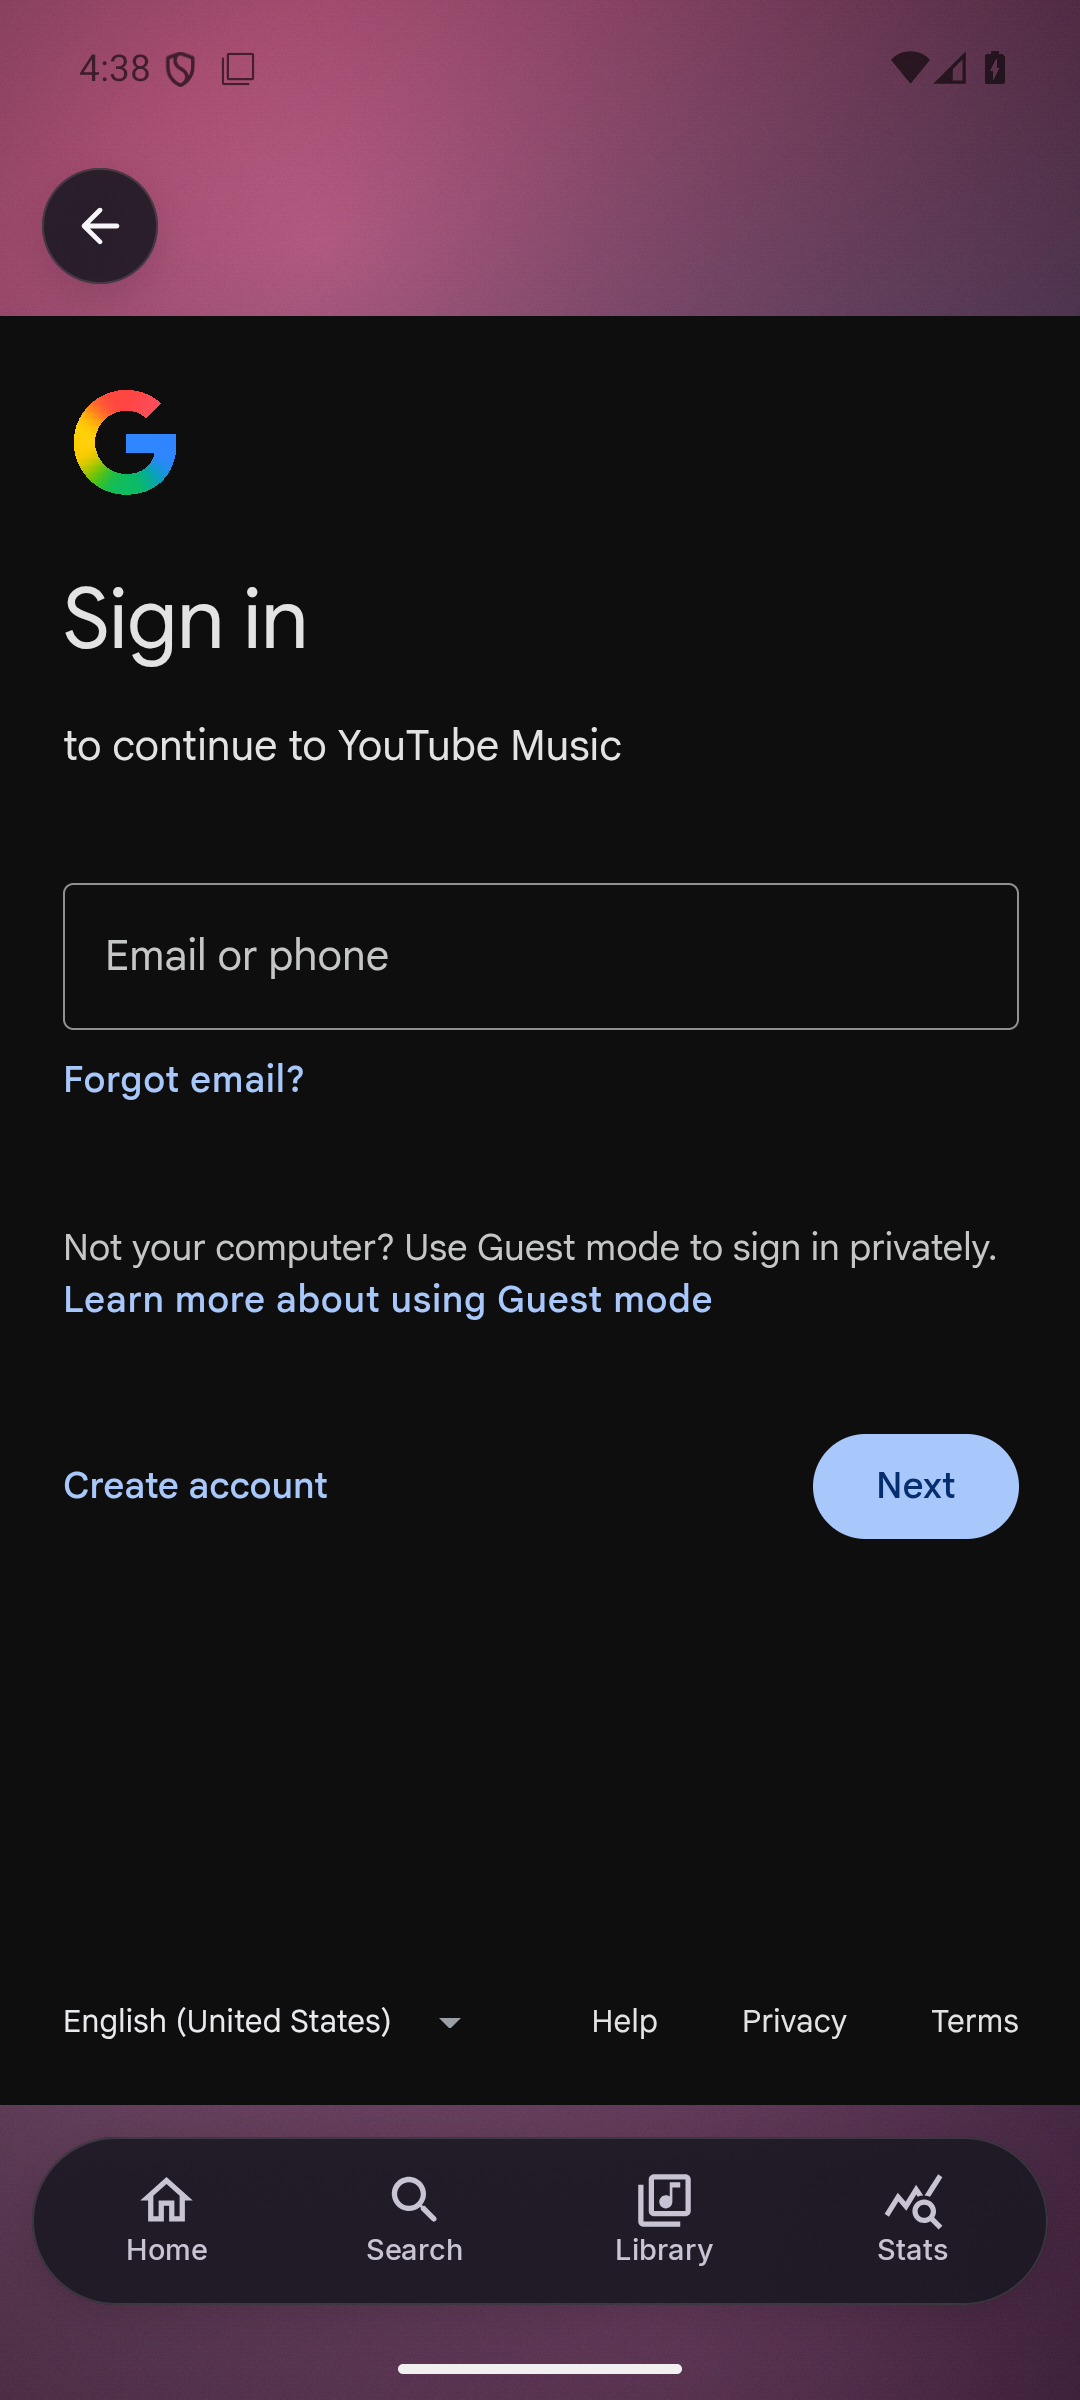 4:38
Sign in
to continue to YouTube Music
Email or phone
Forgot email?
Not your computer? Use Guest mode to sign in privately.
Learn more about using Guest mode
Create account
Next
English (United States)
Help
Privacy
Terms
Home
Search
Library
Stats